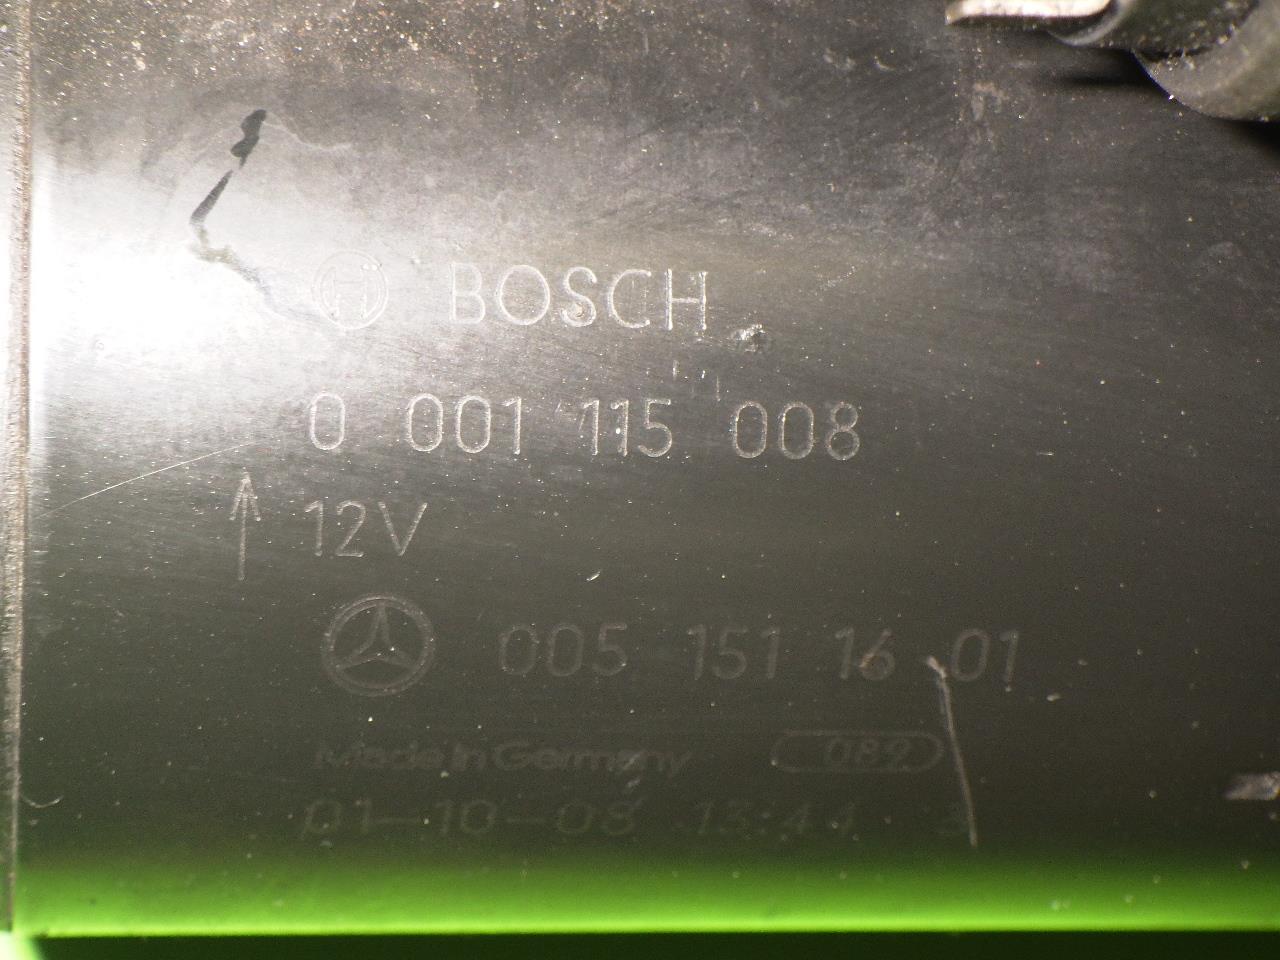 BOSCH
0 001 115 008
12V
005 151 16 01
Made in Germany 089
01-10-08 13:44